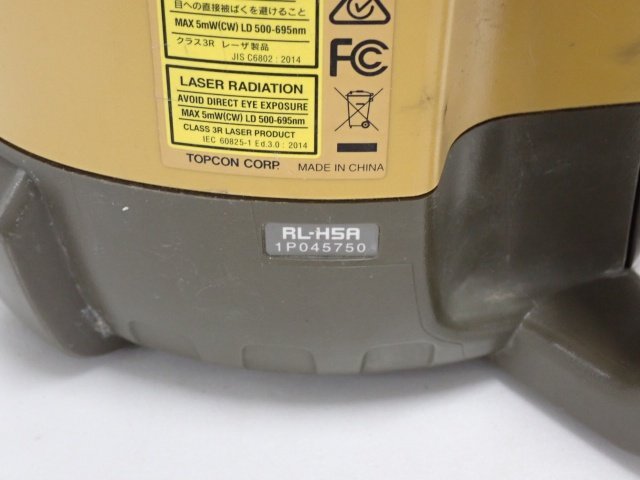 目への直接被ばくを避けること
MAX 5mW(CW) LD 500-695nm
クラス3R レーザ製品
JIS C6802 : 2014
FC
LASER RADIATION
AVOID DIRECT EYE EXPOSURE
MAX 5mW(CW) LD 500-695nm
CLASS 3R LASER PRODUCT
IEC 60825-1 Ed.3.0 : 2014
TOPCON CORP. MADE IN CHINA
RL-H5A
1P045750